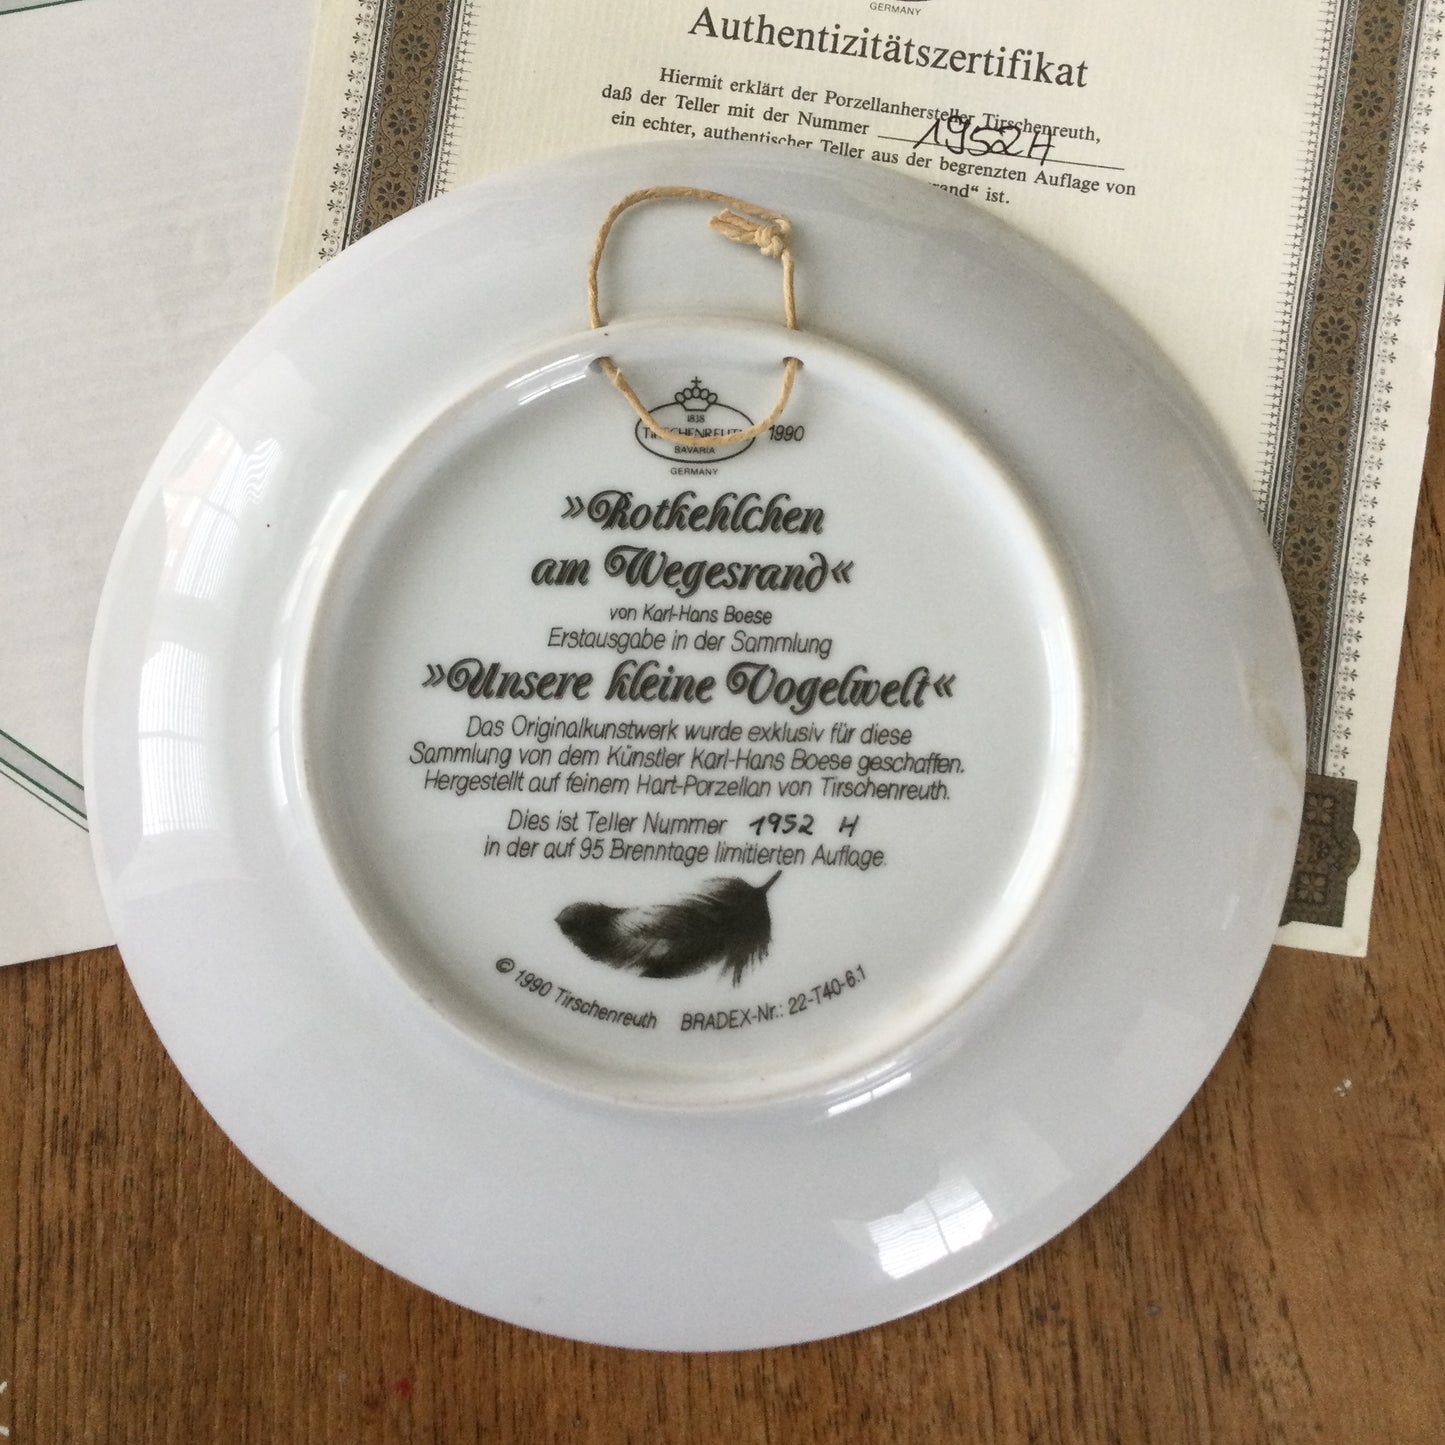 GERMANY
Authentizitätszertifikat
Hiermit erklärt der Porzellanhersteller Tirschenreuth,
daß der Teller mit der Nummer 1952H
ein echter, authentischer Teller aus der begrenzten Auflage von
“ ist.
1838
TIRSCHENREUTH 1990
BAVARIA
GERMANY
»Rotkehlchen
am Wegesrand«
von Karl-Hans Boese
Erstausgabe in der Sammlung
»Unsere kleine Vogelwelt«
Das Originalkunstwerk wurde exklusiv für diese
Sammlung von dem Künstler Karl-Hans Boese geschaffen.
Hergestellt auf feinem Hart-Porzellan von Tirschenreuth.
Dies ist Teller Nummer 1952 H
in der auf 95 Brenntage limitierten Auflage.
© 1990 Tirschenreuth BRADEX-Nr.: 22-T40-6.1